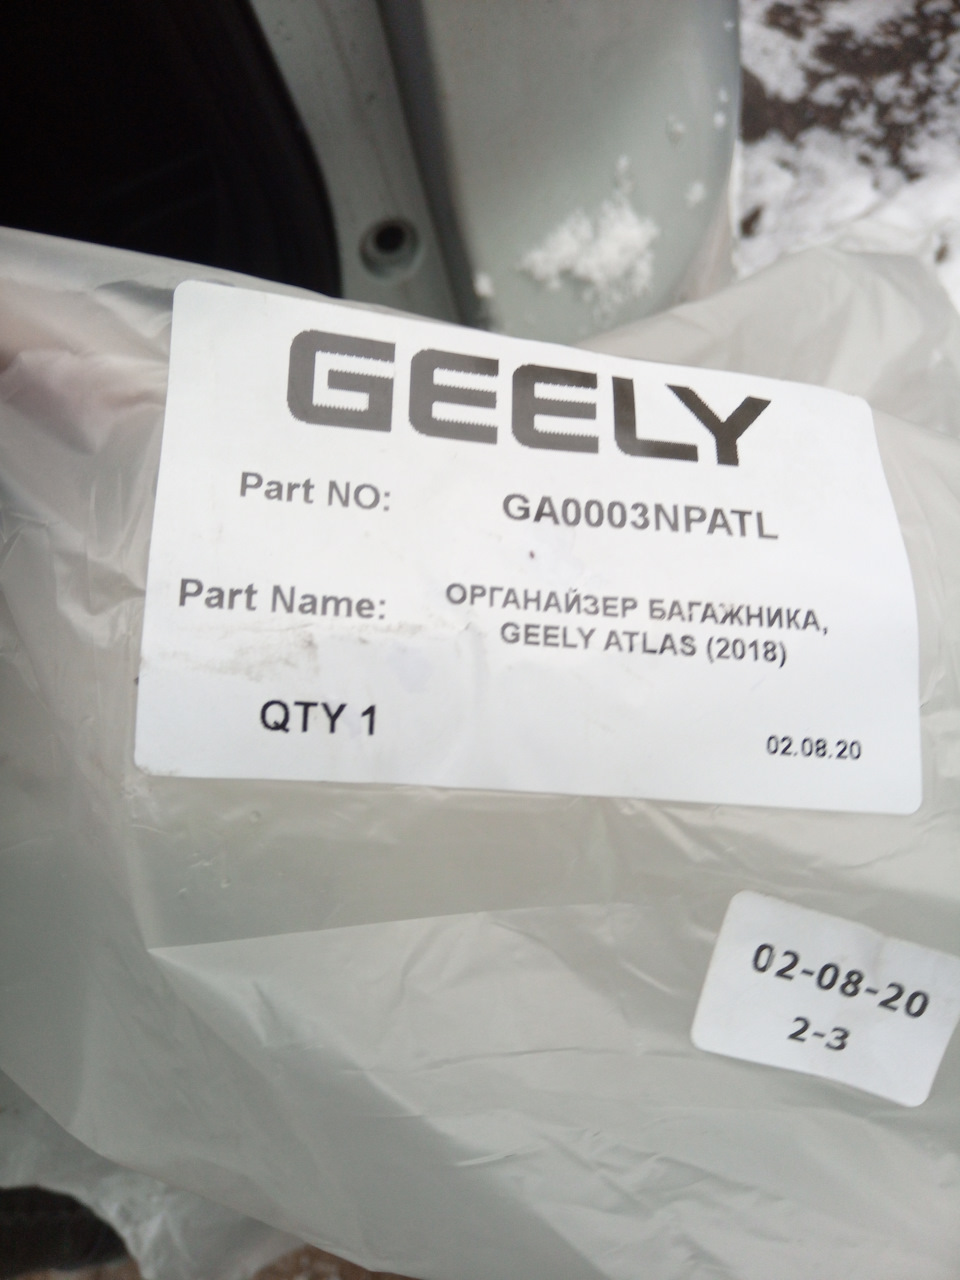 GEELY
Part NO: GA0003NPATL
Part Name: ОРГАНАЙЗЕР БАГАЖНИКА,
GEELY ATLAS (2018)
QTY 1
02.08.20
02-08-20
2-3